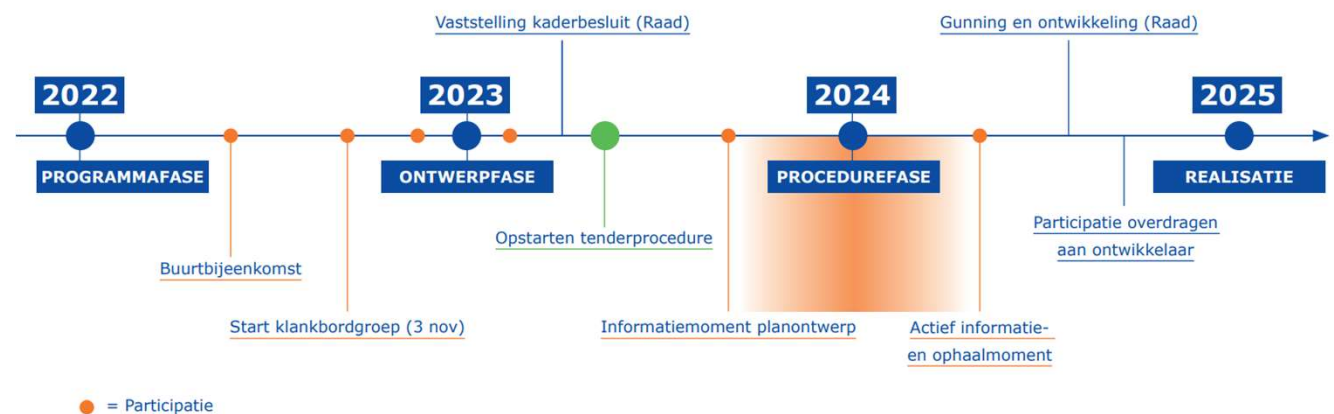 Vaststelling kaderbesluit (Raad)
Gunning en ontwikkeling (Raad)
2022
2023
2024
2025
PROGRAMMAFASE
ONTWERPFASE
PROCEDUREFASE
REALISATIE
Opstarten tenderprocedure
Participatie overdragen
aan ontwikkelaar
Buurtbijeenkomst
Start klankbordgroep (3 nov)
Informatiemoment planontwerp
Actief informatie-
en ophaalmoment
= Participatie